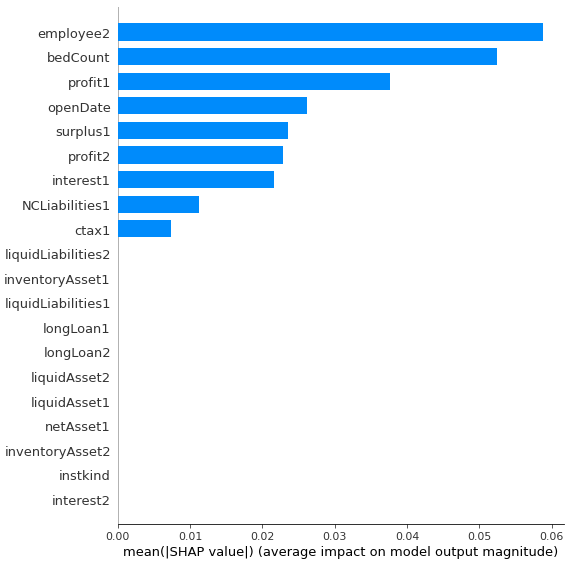 employee2
bedCount
profit1
openDate
surplus1
profit2
interest1
NCLiabilities1
ctax1
liquidLiabilities2
inventoryAsset1
liquidLiabilities1
longLoan1
longLoan2
liquidAsset2
liquidAsset1
netAsset1
inventoryAsset2
instkind
interest2
0.00 0.01 0.02 0.03 0.04 0.05 0.06
mean(|SHAP value|) (average impact on model output magnitude)